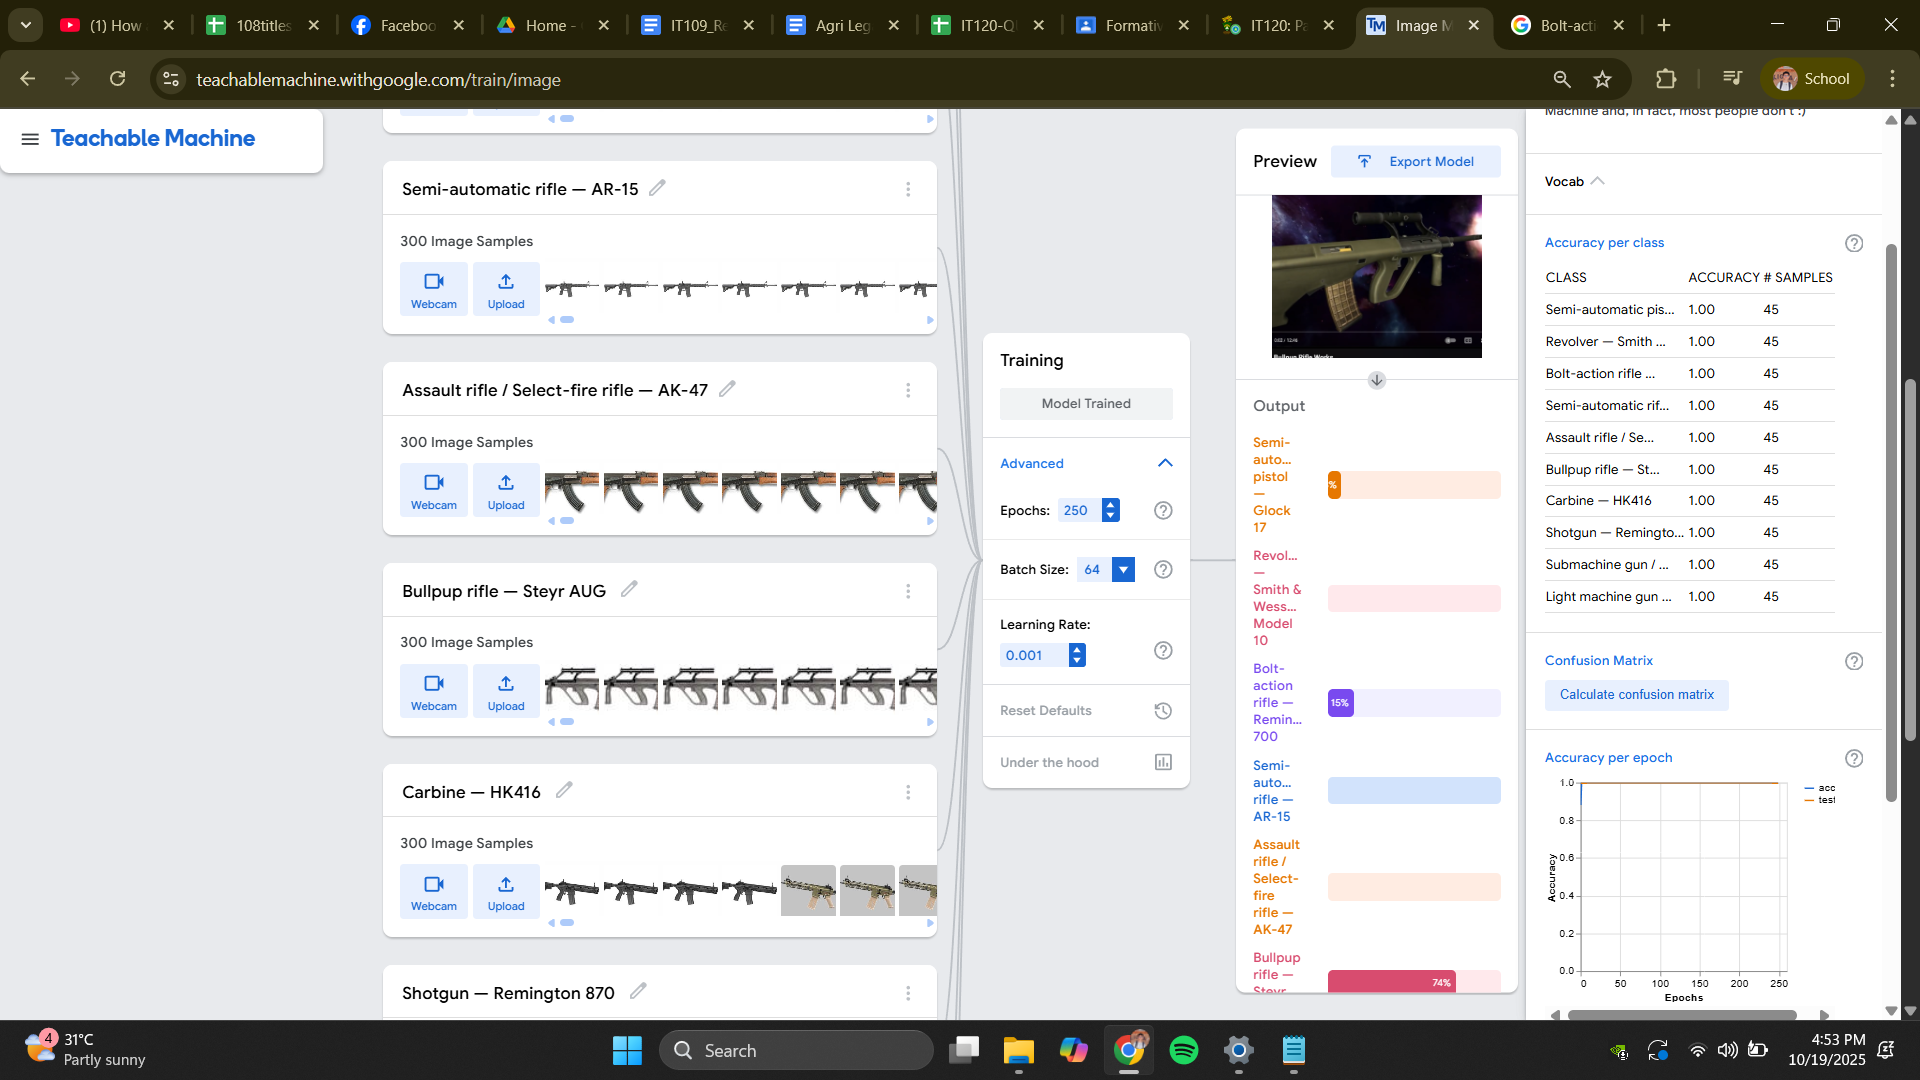 (1) How
108titles
Faceboo
Home -
IT109_Re
Agri Leg
IT120-Q
Formativ
IT120: Pa
Image M
Bolt-acti
teachablemachine.withgoogle.com/train/image
School
Teachable Machine
Semi-automatic rifle — AR-15
300 Image Samples
Webcam
Upload
Assault rifle / Select-fire rifle — AK-47
300 Image Samples
Webcam
Upload
Bullpup rifle — Steyr AUG
300 Image Samples
Webcam
Upload
Carbine — HK416
300 Image Samples
Webcam
Upload
Shotgun — Remington 870
Training
Model Trained
Advanced
Epochs: 250
Batch Size: 64
Learning Rate:
0.001
Reset Defaults
Under the hood
Preview
Export Model
Bullpup Rifle Works
Output
Semi-
auto...
pistol
—
Glock
17
%
Revol...
—
Smith &
Wess...
Model
10
Bolt-
action
rifle —
Remin...
700
15%
Semi-
auto...
rifle —
AR-15
Assault
rifle /
Select-
fire
rifle —
AK-47
Bullpup
rifle —
Steyr
74%
Machine and, in fact, most people don't :)
Vocab
Accuracy per class
CLASS ACCURACY # SAMPLES
Semi-automatic pis... 1.00 45
Revolver — Smith ... 1.00 45
Bolt-action rifle ... 1.00 45
Semi-automatic rif... 1.00 45
Assault rifle / Se... 1.00 45
Bullpup rifle — St... 1.00 45
Carbine — HK416 1.00 45
Shotgun — Remingto... 1.00 45
Submachine gun / ... 1.00 45
Light machine gun ... 1.00 45
Confusion Matrix
Calculate confusion matrix
Accuracy per epoch
1.0
0.8
0.6
0.4
0.2
0.0
Accuracy
0 50 100 150 200 250
Epochs
acc
test
4
31°C
Partly sunny
Search
4:53 PM
10/19/2025